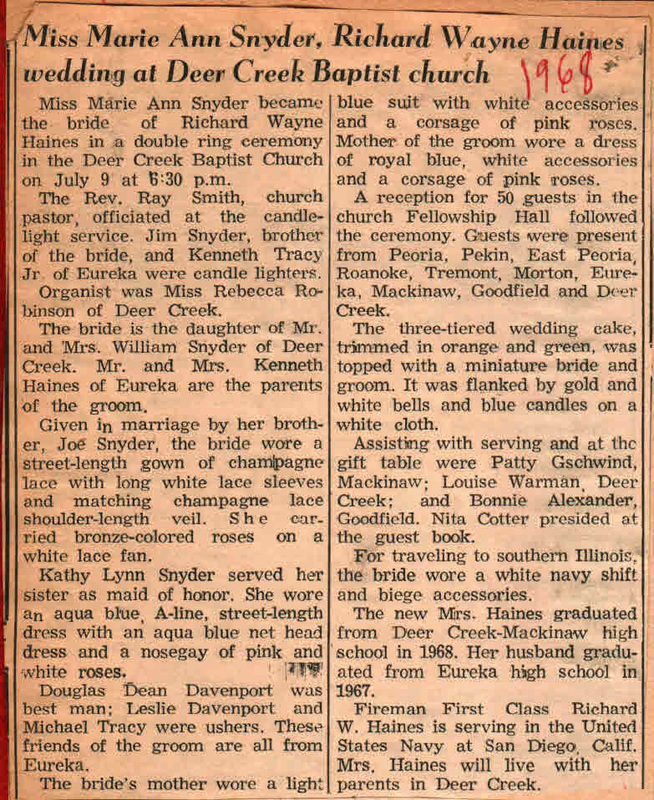 Miss Marie Ann Snyder, Richard Wayne Haines
wedding at Deer Creek Baptist church
1968
Miss Marie Ann Snyder became
the bride of Richard Wayne
Haines in a double ring ceremony
in the Deer Creek Baptist Church
on July 9 at 6:30 p.m.
The Rev. Ray Smith, church
pastor, officiated at the candle-
light service. Jim Snyder, brother
of the bride, and Kenneth Tracy
Jr. of Eureka were candle lighters.
Organist was Miss Rebecca Ro-
binson of Deer Creek.
The bride is the daughter of Mr.
and Mrs. William Snyder of Deer
Creek. Mr. and Mrs. Kenneth
Haines of Eureka are the parents
of the groom.
Given in marriage by her broth-
er, Joe Snyder, the bride wore a
street-length gown of champagne
lace with long white lace sleeves
and matching champagne lace
shoulder-length veil. She car-
ried bronze-colored roses on a
white lace fan.
Kathy Lynn Snyder served her
sister as maid of honor. She wore
an aqua blue, A-line, street-length
dress with an aqua blue net head
dress and a nosegay of pink and
white roses.
Douglas Dean Davenport was
best man; Leslie Davenport and
Michael Tracy were ushers. These
friends of the groom are all from
Eureka.
The bride's mother wore a light
blue suit with white accessories
and a corsage of pink roses.
Mother of the groom wore a dress
of royal blue, white accessories
and a corsage of pink roses.
A reception for 50 guests in the
church Fellowship Hall followed
the ceremony. Guests were present
from Peoria, Pekin, East Peoria,
Roanoke, Tremont, Morton, Eure-
ka, Mackinaw, Goodfield and Deer
Creek.
The three-tiered wedding cake,
trimmed in orange and green, was
topped with a miniature bride and
groom. It was flanked by gold and
white bells and blue candles on a
white cloth.
Assisting with serving and at the
gift table were Patty Gschwind,
Mackinaw; Louise Warman, Deer
Creek; and Bonnie Alexander,
Goodfield. Nita Cotter presided at
the guest book.
For traveling to southern Illinois,
the bride wore a white navy shift
and biege accessories.
The new Mrs. Haines graduated
from Deer Creek-Mackinaw high
school in 1968. Her husband gradu-
ated from Eureka high school in
1967.
Fireman First Class Richard
W. Haines is serving in the United
States Navy at San Diego, Calif.
Mrs. Haines will live with her
parents in Deer Creek.